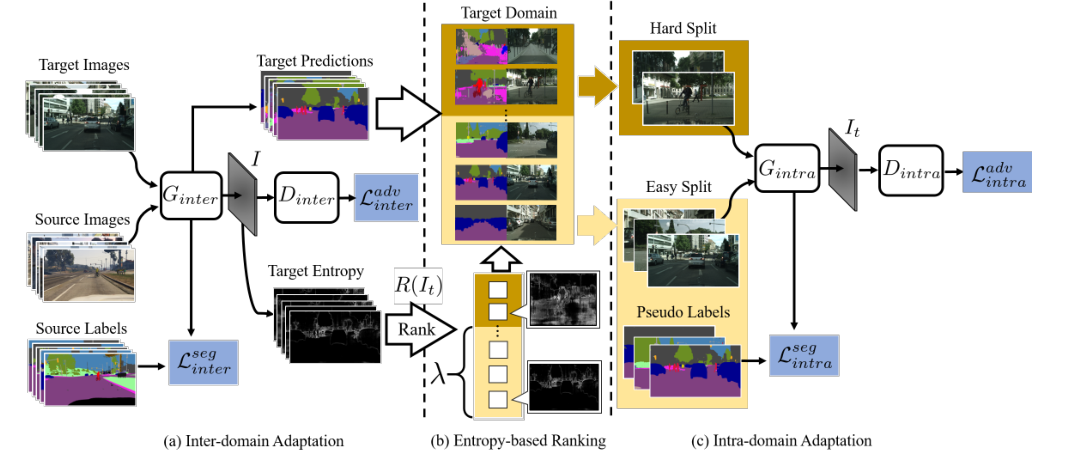 Target Images
Target Predictions
Target Domain
Hard Split
I
I_t
G_{inter}
D_{inter}
\mathcal{L}_{inter}^{adv}
G_{intra}
D_{intra}
\mathcal{L}_{intra}^{adv}
Source Images
Easy Split
Target Entropy
R(I_t)
Rank
Source Labels
\mathcal{L}_{inter}^{seg}
λ
Pseudo Labels
\mathcal{L}_{intra}^{seg}
(a) Inter-domain Adaptation
(b) Entropy-based Ranking
(c) Intra-domain Adaptation